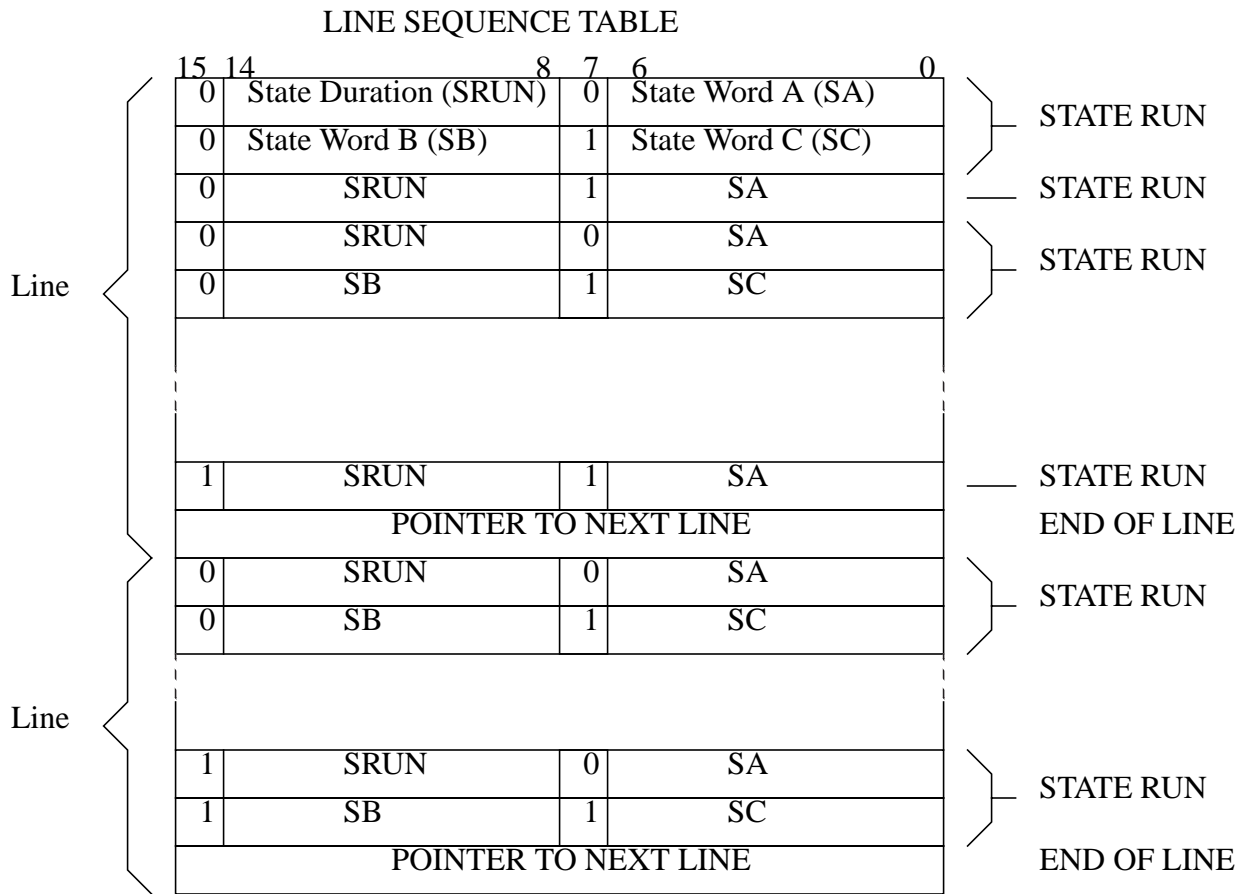 LINE SEQUENCE TABLE
15 14 8 7 6 0
0 State Duration (SRUN) 0 State Word A (SA)
STATE RUN
0 State Word B (SB) 1 State Word C (SC)
0 SRUN 1 SA STATE RUN
0 SRUN 0 SA
STATE RUN
Line
0 SB 1 SC
1 SRUN 1 SA STATE RUN
POINTER TO NEXT LINE END OF LINE
0 SRUN 0 SA
STATE RUN
0 SB 1 SC
Line
1 SRUN 0 SA
STATE RUN
1 SB 1 SC
POINTER TO NEXT LINE END OF LINE